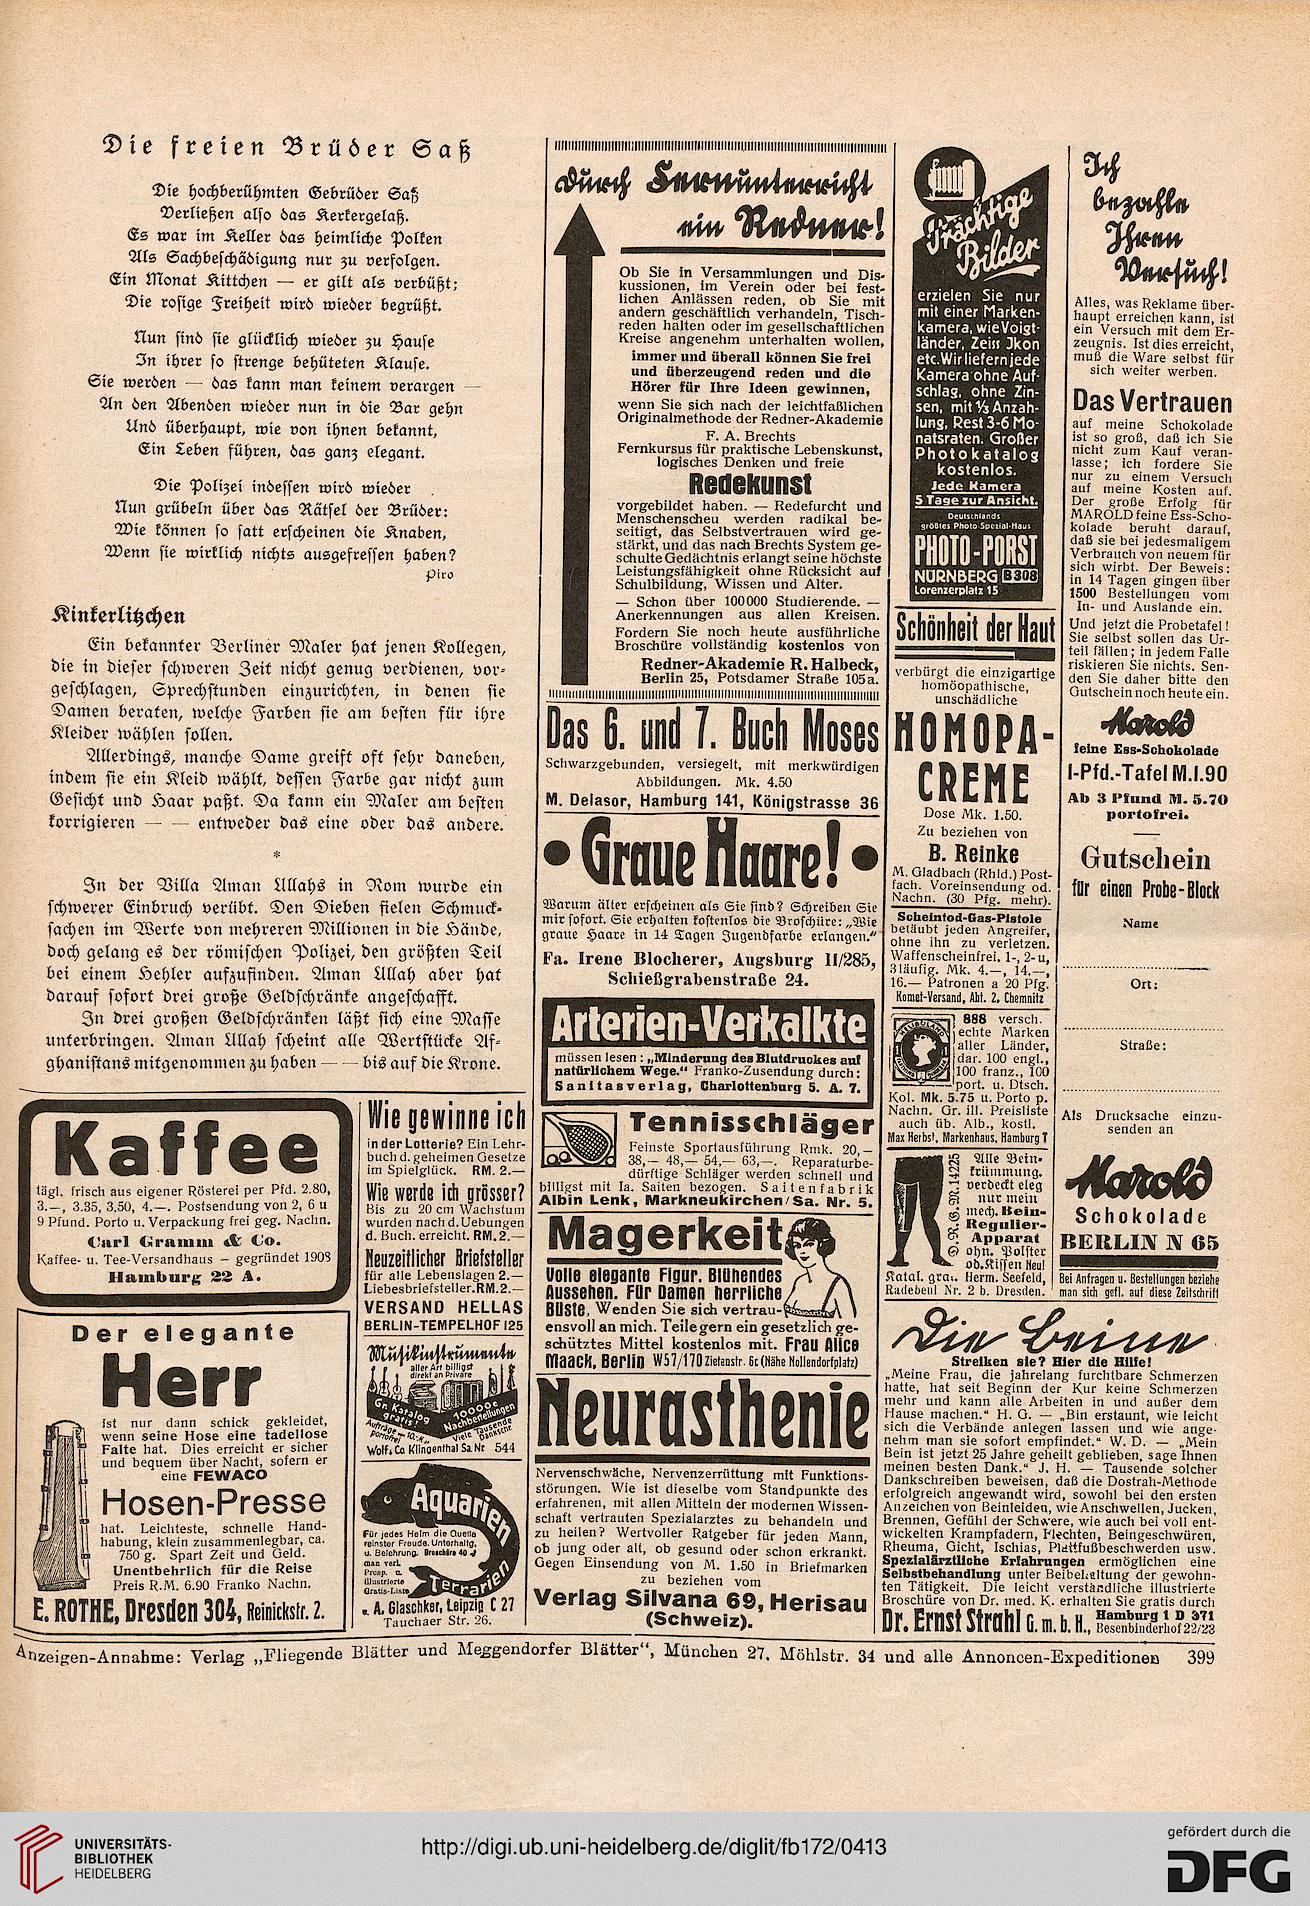 Die freien Brüder Saß
Die hochberühmten Gebrüder Saß
Verließen also das Kerkergelaß.
Es war im Keller das heimliche Polken
Als Sachbeschädigung nur zu verfolgen.
Ein Monat Kittchen — er gilt als verbüßt;
Die rosige Freiheit wird wieder begrüßt.
Nun sind sie glücklich wieder zu Hause
In ihrer so strenge behüteten Klause.
Sie werden — das kann man keinem verargen —
An den Abenden wieder nun in die Bar gehn
Und überhaupt, wie von ihnen bekannt,
Ein Leben führen, das ganz elegant.
Die Polizei indessen wird wieder
Nun grübeln über das Rätsel der Brüder:
Wie können so satt erscheinen die Knaben,
Wenn sie wirklich nichts ausgefressen haben?
Piro
Kinkerlitzchen
Ein bekannter Berliner Maler hat jenen Kollegen,
die in dieser schweren Zeit nicht genug verdienen, vor-
geschlagen, Sprechstunden einzurichten, in denen sie
Damen beraten, welche Farben sie am besten für ihre
Kleider wählen sollen.
Allerdings, manche Dame greift oft sehr daneben,
indem sie ein Kleid wählt, dessen Farbe gar nicht zum
Gesicht und Haar paßt. Da kann ein Maler am besten
korrigieren — — entweder das eine oder das andere.
*
In der Villa Aman Ullahs in Rom wurde ein
schwerer Einbruch verübt. Den Dieben fielen Schmuck-
sachen im Werte von mehreren Millionen in die Hände,
doch gelang es der römischen Polizei, den größten Teil
bei einem Hehler aufzufinden. Aman Ullah aber hat
darauf sofort drei große Geldschränke angeschafft.
In drei großen Geldschränken läßt sich eine Masse
unterbringen. Aman Ullah scheint alle Wertstücke Af-
ghanistans mitgenommen zu haben — — bis auf die Krone.
Kaffee
tägl. frisch aus eigener Rösterei per Pfd. 2.80,
3.—, 3.35, 3.50, 4.—. Postsendung von 2, 6 u
9 Pfund. Porto u. Verpackung frei geg. Nachn.
Carl Gramm & Co.
Kaffee- u. Tee-Versandhaus — gegründet 1908
Hamburg 22 A.
Der elegante
Herr
ist nur dann schick gekleidet,
wenn seine Hose eine tadellose
Falte hat. Dies erreicht er sicher
und bequem über Nacht, sofern er
eine FEWACO
Hosen-Presse
hat. Leichteste, schnelle Hand-
habung, klein zusammenlegbar, ca.
750 g. Spart Zeit und Geld.
Unentbehrlich für die Reise
Preis R.M. 6.90 Franko Nachn.
E. ROTHE, Dresden 304, Reinickstr. 2.
Wie gewinne ich
in der Lotterie? Ein Lehr-
buch d. geheimen Gesetze
im Spielglück. RM. 2.—
Wie werde ich grösser?
Bis zu 20 cm Wachstum
wurden nach d. Uebungen
d. Buch. erreicht. RM. 2.—
Neuzeitlicher Briefsteller
für alle Lebenslagen 2.—
Liebesbriefsteller. RM. 2.—
VERSAND HELLAS
BERLIN-TEMPELHOF 125
Musikinstrumente
aller Art billigst
direkt an Private
Gr. Katalog
gratis!
10000e
Nachbestellungen
Aufträge — 10.- M.
portofrei
Viele Tausende
Dankschr.
Wolf & Co. Klingenthal Sa. Nr. 544
Aquarien
Für jedes Heim die Quelle
reinster Freude. Unterhaltg.
u. Belehrung. Broschüre 40 ₰
man verl.
Prosp. u.
illustrierte
Gratis-Liste
Terrarien
A. Glaschker, Leipzig C 27
Tauchaer Str. 26.
Durch Fernunterricht
ein Redner!
Ob Sie in Versammlungen und Dis-
kussionen, im Verein oder bei fest-
lichen Anlässen reden, ob Sie mit
andern geschäftlich verhandeln, Tisch-
reden halten oder im gesellschaftlichen
Kreise angenehm unterhalten wollen,
immer und überall können Sie frei
und überzeugend reden und die
Hörer für Ihre Ideen gewinnen,
wenn Sie sich nach der leichtfaßlichen
Originalmethode der Redner-Akademie
F. A. Brechts
Fernkursus für praktische Lebenskunst,
logisches Denken und freie
Redekunst
vorgebildet haben. — Redefurcht und
Menschenscheu werden radikal be-
seitigt, das Selbstvertrauen wird ge-
stärkt, und das nach Brechts System ge-
schulte Gedächtnis erlangt seine höchste
Leistungsfähigkeit ohne Rücksicht auf
Schulbildung, Wissen und Alter.
— Schon über 100000 Studierende. —
Anerkennungen aus allen Kreisen.
Fordern Sie noch heute ausführliche
Broschüre vollständig kostenlos von
Redner-Akademie R. Halbeck,
Berlin 25, Potsdamer Straße 105a.
Das 6. und 7. Buch Moses
Schwarzgebunden, versiegelt, mit merkwürdigen
Abbildungen. Mk. 4.50
M. Delasor, Hamburg 141, Königstrasse 36
• Graue Haare! •
Warum älter erscheinen als Sie sind? Schreiben Sie
mir sofort. Sie erhalten kostenlos die Broschüre: „Wie
graue Haare in 14 Tagen Jugendfarbe erlangen.“
Fa. Irene Blocherer, Augsburg II/285,
Schießgrabenstraße 24.
Arterien-Verkalkte
müssen lesen: „Minderung des Blutdruckes auf
natürlichem Wege.“ Franko-Zusendung durch:
Sanitasverlag, Charlottenburg 5. A. 7.
Tennisschläger
Feinste Sportausführung Rmk. 20,—
38,— 48,— 54,— 63,—. Reparaturbe-
dürftige Schläger werden schnell und
billigst mit Ia. Saiten bezogen. Saitenfabrik
Albin Lenk, Markneukirchen/Sa. Nr. 5.
Magerkeit
Volle elegante Figur. Blühendes
Aussehen. Für Damen herrliche
Büste. Wenden Sie sich vertrau-
ensvoll an mich. Teile gern ein gesetzlich ge-
schütztes Mittel kostenlos mit. Frau Alice
Maack, Berlin W57/170 Zietenstr. 6c (Nähe Nollendorfplatz)
Neurasthenie
Nervenschwäche, Nervenzerrüttung mit Funktions-
störungen. Wie ist dieselbe vom Standpunkte des
erfahrenen, mit allen Mitteln der modernen Wissen-
schaft vertrauten Spezialarztes zu behandeln und
zu heilen? Wertvoller Ratgeber für jeden Mann,
ob jung oder alt, ob gesund oder schon erkrankt.
Gegen Einsendung von M. 1.50 in Briefmarken
zu beziehen vom
Verlag Silvana 69, Herisau
(Schweiz).
Prächtige
Bilder
erzielen Sie nur
mit einer Marken-
kamera, wie Voigt-
länder, Zeiss Jkon
etc. Wir liefern jede
Kamera ohne Auf-
schlag, ohne Zin-
sen, mit ⅓ Anzah-
lung, Rest 3-6 Mo-
natsraten. Großer
Photokatalog
kostenlos.
Jede Kamera
5 Tage zur Ansicht.
Deutschlands
größtes Photo-Spezial-Haus
PHOTO-PORST
NÜRNBERG B 308
Lorenzerplatz 15
Schönheit der Haut
verbürgt die einzigartige
homöopathische,
unschädliche
HOMOPA-
CREME
Dose Mk. 1.50.
Zu beziehen von
B. Reinke
M. Gladbach (Rhld.) Post-
fach. Voreinsendung od.
Nachn. (30 Pfg. mehr).
Scheintod-Gas-Pistole
betäubt jeden Angreifer,
ohne ihn zu verletzen.
Waffenscheinfrei. 1-, 2- u,
3läufig. Mk. 4.—, 14.—,
16.— Patronen a 20 Pfg.
Komet-Versand, Abt. 2, Chemnitz
888 versch.
echte Marken
aller Länder,
dar. 100 engl.,
100 franz., 100
port. u. Dtsch.
Kol. Mk. 5.75 u. Porto p.
Nachn. Gr. ill. Preisliste
auch üb. Alb., kostl.
Max Herbst, Markenhaus, Hamburg T
D.R.G.M. 14225
Alle Bein-
krümmung.
verdeckt eleg
nur mein
mech. Bein-
Regulier-
Apparat
ohn. Polster
od. Kissen Neu!
Katal. grat. Herm. Seefeld,
Radebeul Nr. 2 b. Dresden.
Die Beine
Streiken sie? Hier die Hilfe!
„Meine Frau, die jahrelang furchtbare Schmerzen
hatte, hat seit Beginn der Kur keine Schmerzen
mehr und kann alle Arbeiten in und außer dem
Hause machen.“ H. G. — „Bin erstaunt, wie leicht
sich die Verbände anlegen lassen und wie ange-
nehm man sie sofort empfindet.“ W. D. — „Mein
Bein ist jetzt 25 Jahre geheilt geblieben, sage Ihnen
meinen besten Dank.“ J. H. — Tausende solcher
Dankschreiben beweisen, daß die Dostrah-Methode
erfolgreich angewandt wird, sowohl bei den ersten
Anzeichen von Beinleiden, wie Anschwellen, Jucken,
Brennen, Gefühl der Schwere, wie auch bei voll ent-
wickelten Krampfadern, Flechten, Beingeschwüren,
Rheuma, Gicht, Ischias, Plattfußbeschwerden usw.
Spezialärztliche Erfahrungen ermöglichen eine
Selbstbehandlung unter Beibehaltung der gewohn-
ten Tätigkeit. Die leicht verständliche illustrierte
Broschüre von Dr. med. K. erhalten Sie gratis durch
Dr. Ernst Strahl G. m. b. H., Hamburg 1 D 371
Besenbinderhof 22/23
Ich
bezahle
Ihren
Versuch!
Alles, was Reklame über-
haupt erreichen kann, ist
ein Versuch mit dem Er-
zeugnis. Ist dies erreicht,
muß die Ware selbst für
sich weiter werben.
Das Vertrauen
auf meine Schokolade
ist so groß, daß ich Sie
nicht zum Kauf veran-
lasse; ich fordere Sie
nur zu einem Versuch
auf meine Kosten auf.
Der große Erfolg für
MAROLD feine Ess-Scho-
kolade beruht darauf,
daß sie bei jedesmaligem
Verbrauch von neuem für
sich wirbt. Der Beweis:
in 14 Tagen gingen über
1500 Bestellungen vom
In- und Auslande ein.
Und jetzt die Probetafel!
Sie selbst sollen das Ur-
teil fällen; in jedem Falle
riskieren Sie nichts. Sen-
den Sie daher bitte den
Gutschein noch heute ein.
Marold
feine Ess-Schokolade
1-Pfd.-Tafel M. 1.90
Ab 3 Pfund M. 5.70
portofrei.
Gutschein
für einen Probe-Block
Name
Ort:
Straße:
Als Drucksache einzu-
senden an
Marold
Schokolade
BERLIN N 65
Bei Anfragen u. Bestellungen beziehe
man sich gefl. auf diese Zeitschrift
Anzeigen-Annahme: Verlag „Fliegende Blätter und Meggendorfer Blätter“, München 27, Möhlstr. 34 und alle Annoncen-Expeditionen 399
UNIVERSITÄTS-
BIBLIOTHEK
HEIDELBERG
http://digi.ub.uni-heidelberg.de/diglit/fb172/0413
gefördert durch die
DFG